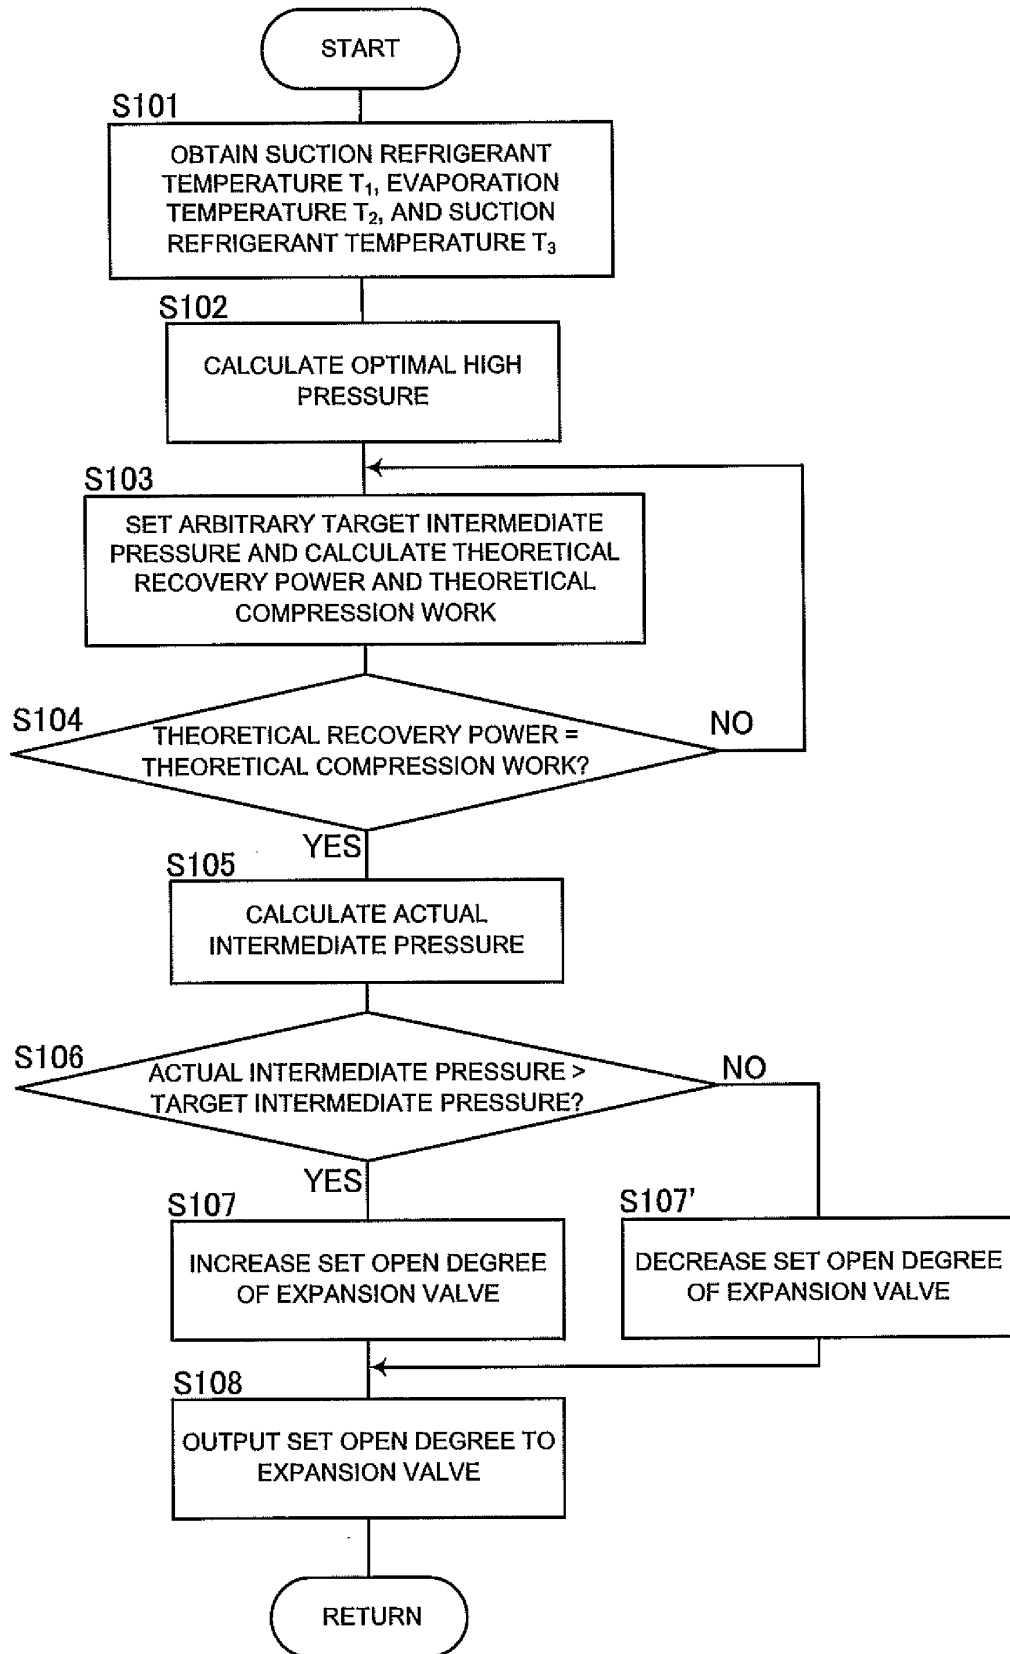 START
S101
OBTAIN SUCTION REFRIGERANT
TEMPERATURE T₁, EVAPORATION
TEMPERATURE T₂, AND SUCTION
REFRIGERANT TEMPERATURE T₃
S102
CALCULATE OPTIMAL HIGH
PRESSURE
S103
SET ARBITRARY TARGET INTERMEDIATE
PRESSURE AND CALCULATE THEORETICAL
RECOVERY POWER AND THEORETICAL
COMPRESSION WORK
S104
THEORETICAL RECOVERY POWER =
THEORETICAL COMPRESSION WORK?
NO
YES
S105
CALCULATE ACTUAL
INTERMEDIATE PRESSURE
S106
ACTUAL INTERMEDIATE PRESSURE >
TARGET INTERMEDIATE PRESSURE?
NO
YES
S107
INCREASE SET OPEN DEGREE
OF EXPANSION VALVE
S107'
DECREASE SET OPEN DEGREE
OF EXPANSION VALVE
S108
OUTPUT SET OPEN DEGREE TO
EXPANSION VALVE
RETURN